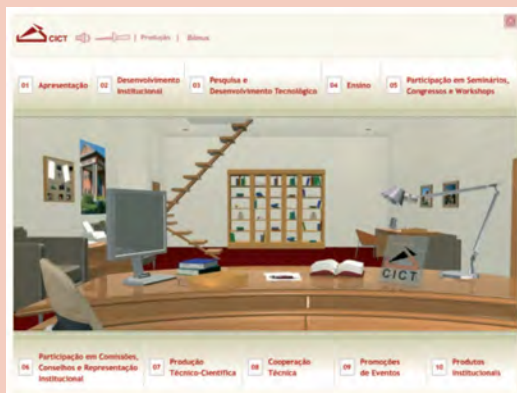 CICT | Produção | Bônus
01 Apresentação
02 Desenvolvimento
Institucional
03 Pesquisa e
Desenvolvimento Tecnológico
04 Ensino
05 Participação em Seminários,
Congressos e Workshops
CICT
06 Participação em Comissões,
Conselhos e Representação
Institucional
07 Produção
Técnico-Científica
08 Cooperação
Técnica
09 Promoções
de Eventos
10 Produtos
Institucionais